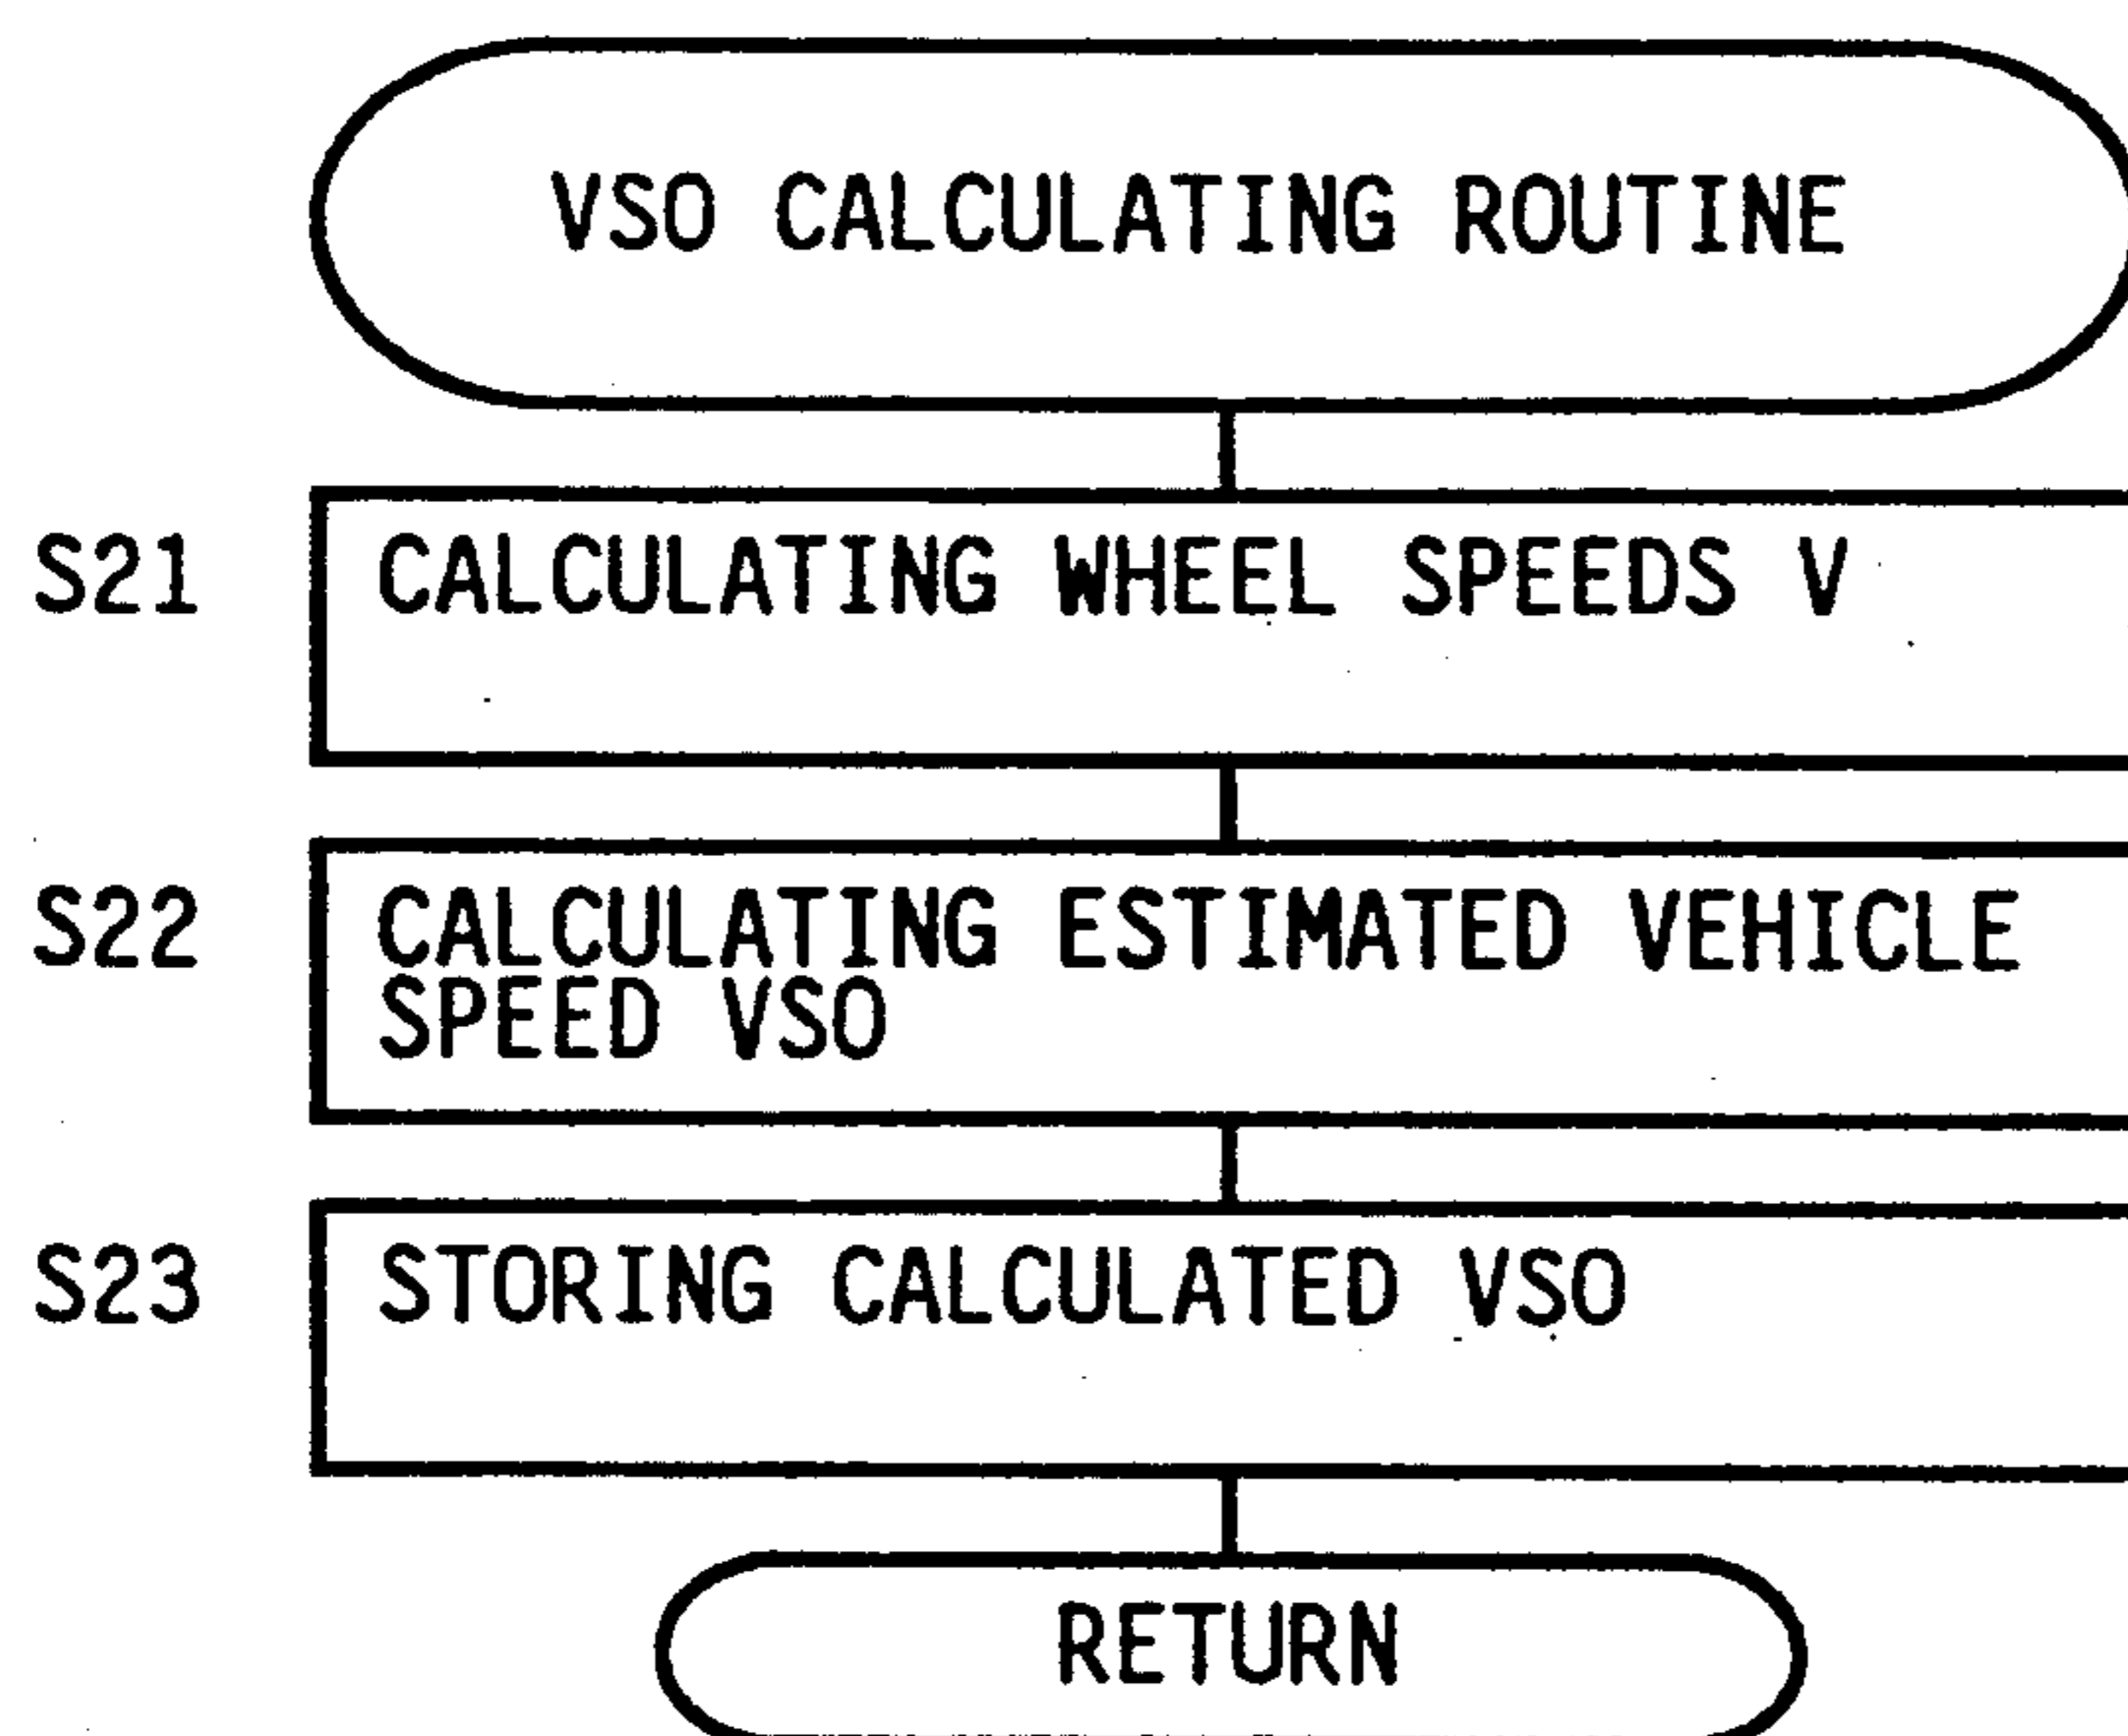 VSO CALCULATING ROUTINE
S21 CALCULATING WHEEL SPEEDS V
S22 CALCULATING ESTIMATED VEHICLE
SPEED VSO
S23 STORING CALCULATED VSO
RETURN